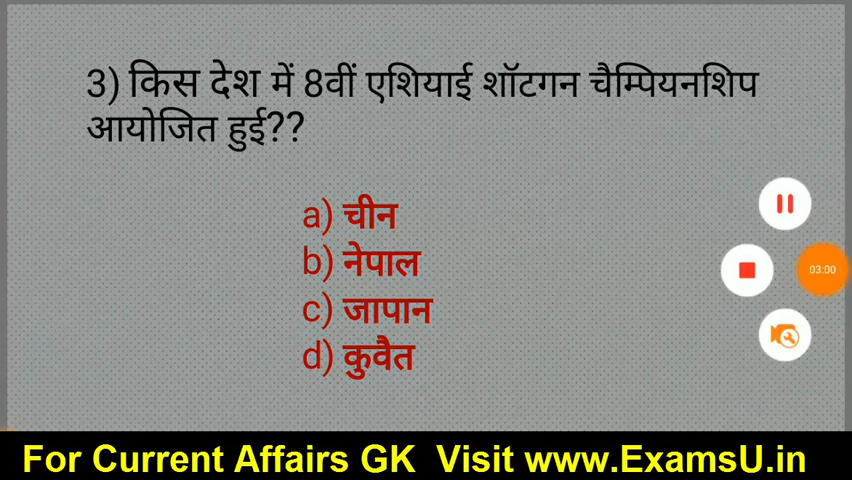 3) किस देश में 8वीं एशियाई शॉटगन चैम्पियनशिप
आयोजित हुई??
a) चीन
b) नेपाल
c) जापान
d) कुवैत
03:00
For Current Affairs GK  Visit www.ExamsU.in